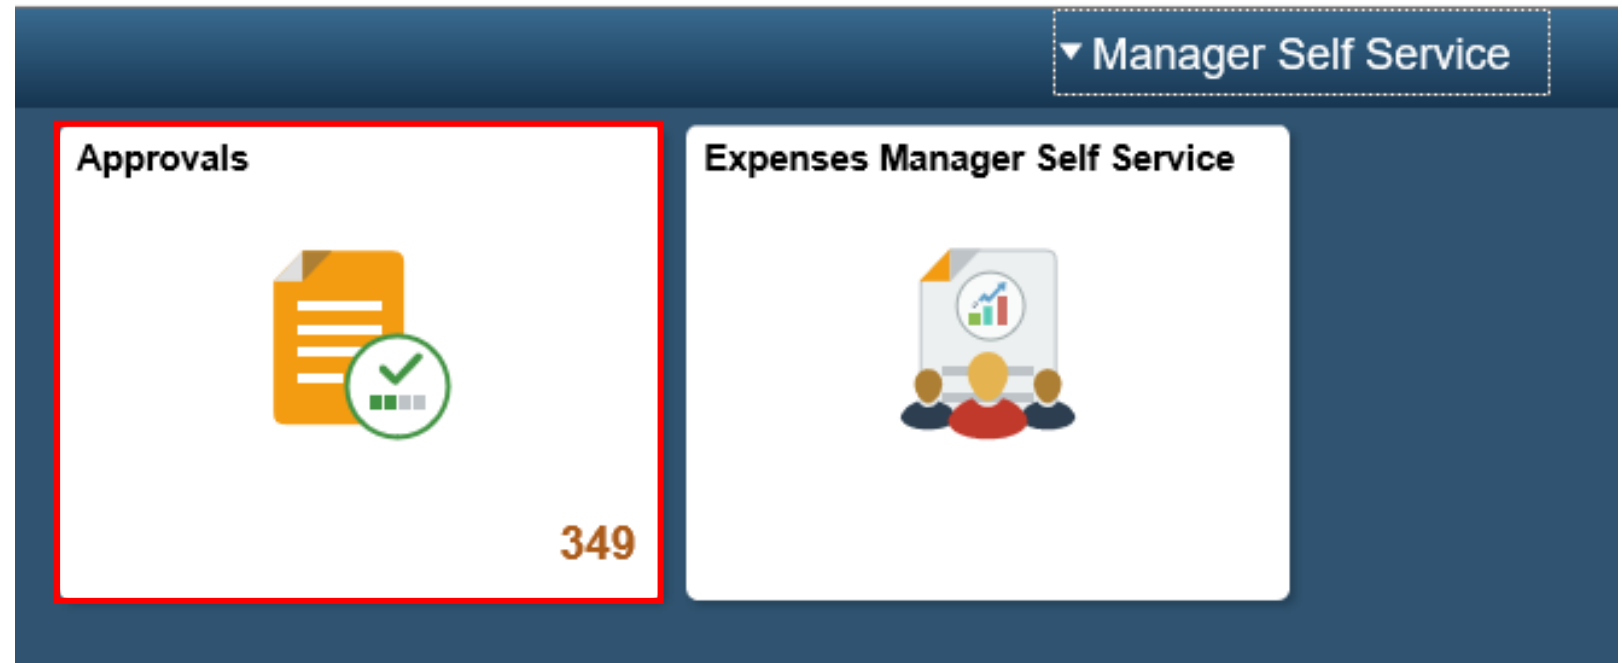 Manager Self Service
Approvals
Expenses Manager Self Service
349